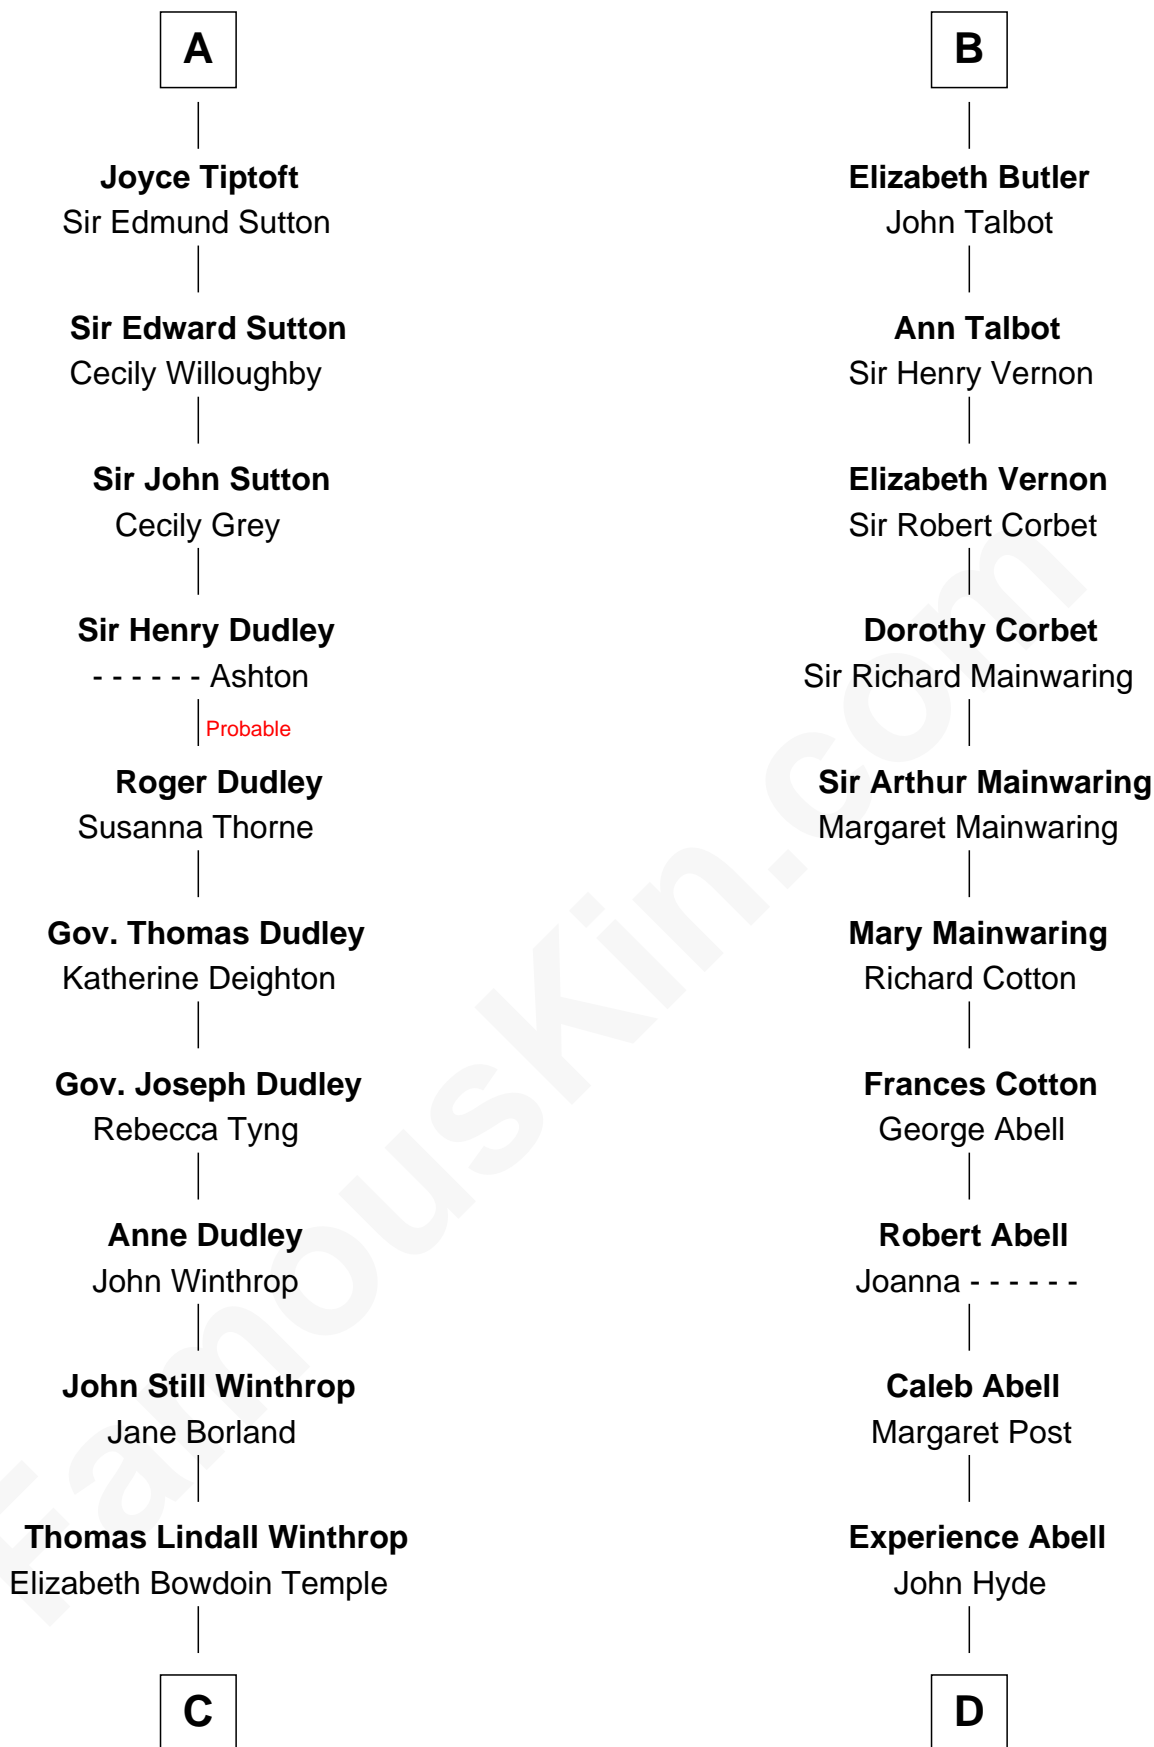 A
Joyce Tiptoft
Sir Edmund Sutton
Sir Edward Sutton
Cecily Willoughby
Sir John Sutton
Cecily Grey
Sir Henry Dudley
- - - - - - Ashton
Probable
Roger Dudley
Susanna Thorne
Gov. Thomas Dudley
Katherine Deighton
Gov. Joseph Dudley
Rebecca Tyng
Anne Dudley
John Winthrop
John Still Winthrop
Jane Borland
Thomas Lindall Winthrop
Elizabeth Bowdoin Temple
C
B
Elizabeth Butler
John Talbot
Ann Talbot
Sir Henry Vernon
Elizabeth Vernon
Sir Robert Corbet
Dorothy Corbet
Sir Richard Mainwaring
Sir Arthur Mainwaring
Margaret Mainwaring
Mary Mainwaring
Richard Cotton
Frances Cotton
George Abell
Robert Abell
Joanna - - - - - -
Caleb Abell
Margaret Post
Experience Abell
John Hyde
D
FamousKin.com